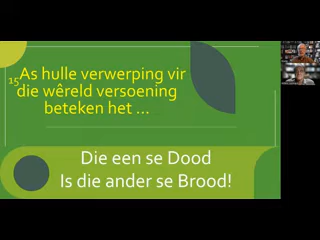 15 As hulle verwerping vir
die wêreld versoening
beteken het ...
Die een se Dood
Is die ander se Brood!